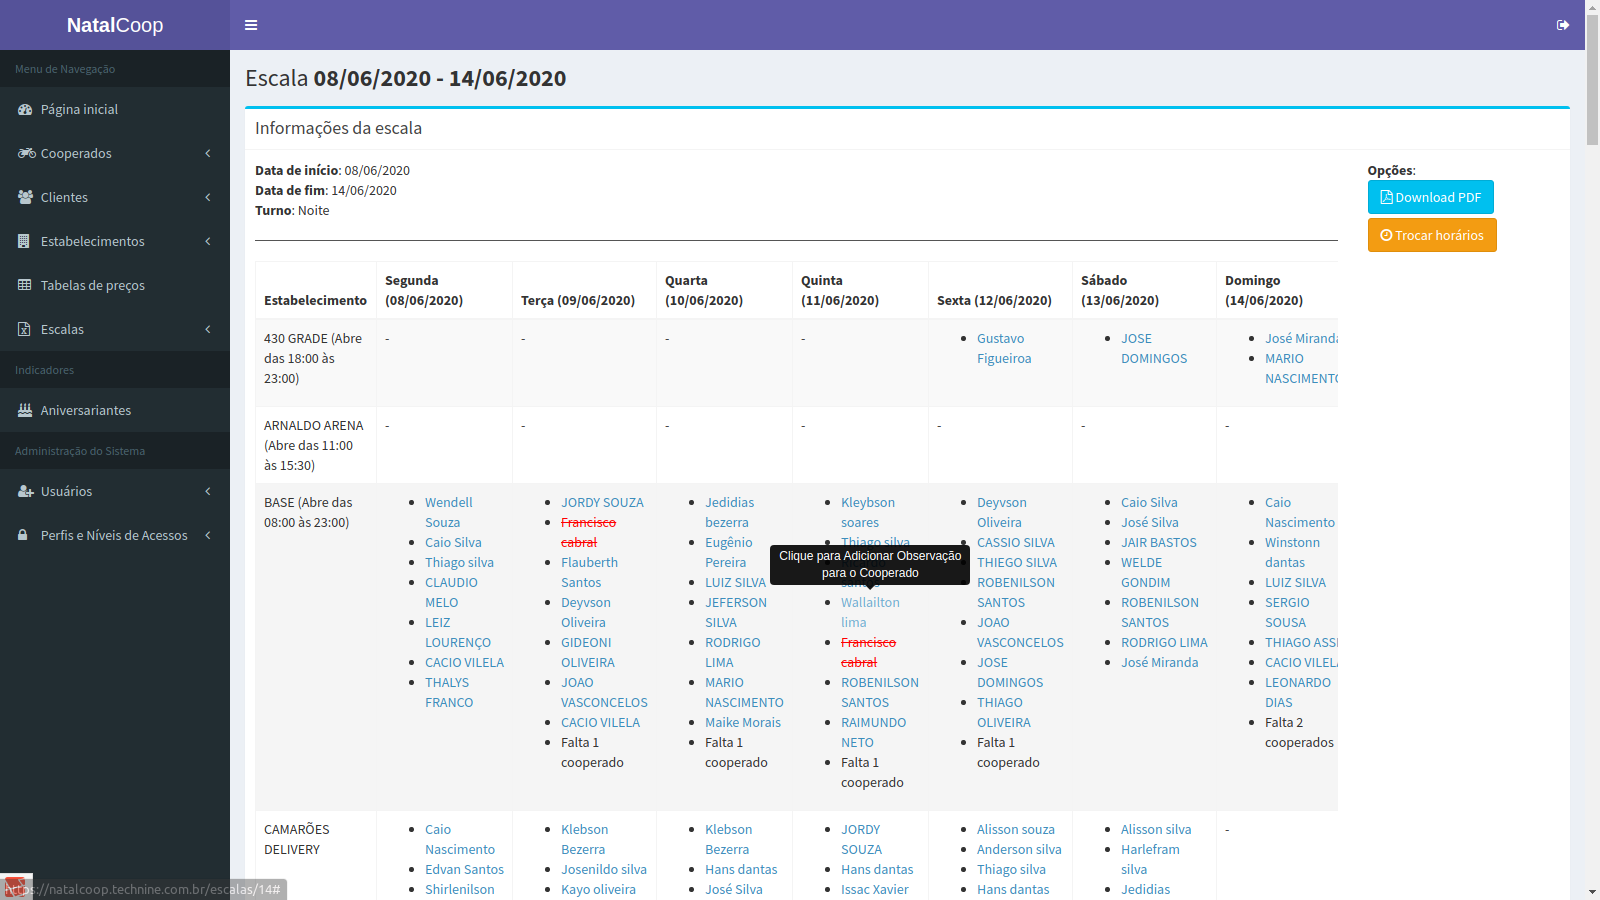 NatalCoop
Menu de Navegação
Página inicial
Cooperados
Clientes
Estabelecimentos
Tabelas de preços
Escalas
Indicadores
Aniversariantes
Administração do Sistema
Usuários
Perfis e Níveis de Acessos
https://natalcoop.technine.com.br/escalas/14#
Escala 08/06/2020 - 14/06/2020
Informações da escala
Data de início: 08/06/2020
Data de fim: 14/06/2020
Turno: Noite
Opções:
Download PDF
Trocar horários
Estabelecimento
Segunda
(08/06/2020)
Terça (09/06/2020)
Quarta
(10/06/2020)
Quinta
(11/06/2020)
Sexta (12/06/2020)
Sábado
(13/06/2020)
Domingo
(14/06/2020)
430 GRADE (Abre
das 18:00 às
23:00)
-
-
-
-
Gustavo
Figueiroa
JOSE
DOMINGOS
José Miranda
MARIO
NASCIMENTO
ARNALDO ARENA
(Abre das 11:00
às 15:30)
-
-
-
-
-
-
-
BASE (Abre das
08:00 às 23:00)
Wendell
Souza
Caio Silva
Thiago silva
CLAUDIO
MELO
LEIZ
LOURENÇO
CACIO VILELA
THALYS
FRANCO
JORDY SOUZA
Francisco
cabral
Flauberth
Santos
Deyvson
Oliveira
GIDEONI
OLIVEIRA
JOAO
VASCONCELOS
CACIO VILELA
Falta 1
cooperado
Jedidias
bezerra
Eugênio
Pereira
LUIZ SILVA
JEFERSON
SILVA
RODRIGO
LIMA
MARIO
NASCIMENTO
Maike Morais
Falta 1
cooperado
Kleybson
soares
Thiago silva
Clique para Adicionar Observação
para o Cooperado
Wallailton
lima
Francisco
cabral
ROBENILSON
SANTOS
RAIMUNDO
NETO
Falta 1
cooperado
Deyvson
Oliveira
CASSIO SILVA
THIEGO SILVA
ROBENILSON
SANTOS
JOAO
VASCONCELOS
JOSE
DOMINGOS
THIAGO
OLIVEIRA
Falta 1
cooperado
Caio Silva
José Silva
JAIR BASTOS
WELDE
GONDIM
ROBENILSON
SANTOS
RODRIGO LIMA
José Miranda
Caio
Nascimento
Winstonn
dantas
LUIZ SILVA
SERGIO
SOUSA
THIAGO ASSI
CACIO VILELA
LEONARDO
DIAS
Falta 2
cooperados
CAMARÕES
DELIVERY
Caio
Nascimento
Edvan Santos
Shirlenilson
Klebson
Bezerra
Josenildo silva
Kayo oliveira
Klebson
Bezerra
Hans dantas
José Silva
JORDY
SOUZA
Hans dantas
Issac Xavier
Alisson souza
Anderson silva
Thiago silva
Hans dantas
Alisson silva
Harlefram
silva
Jedidias
-